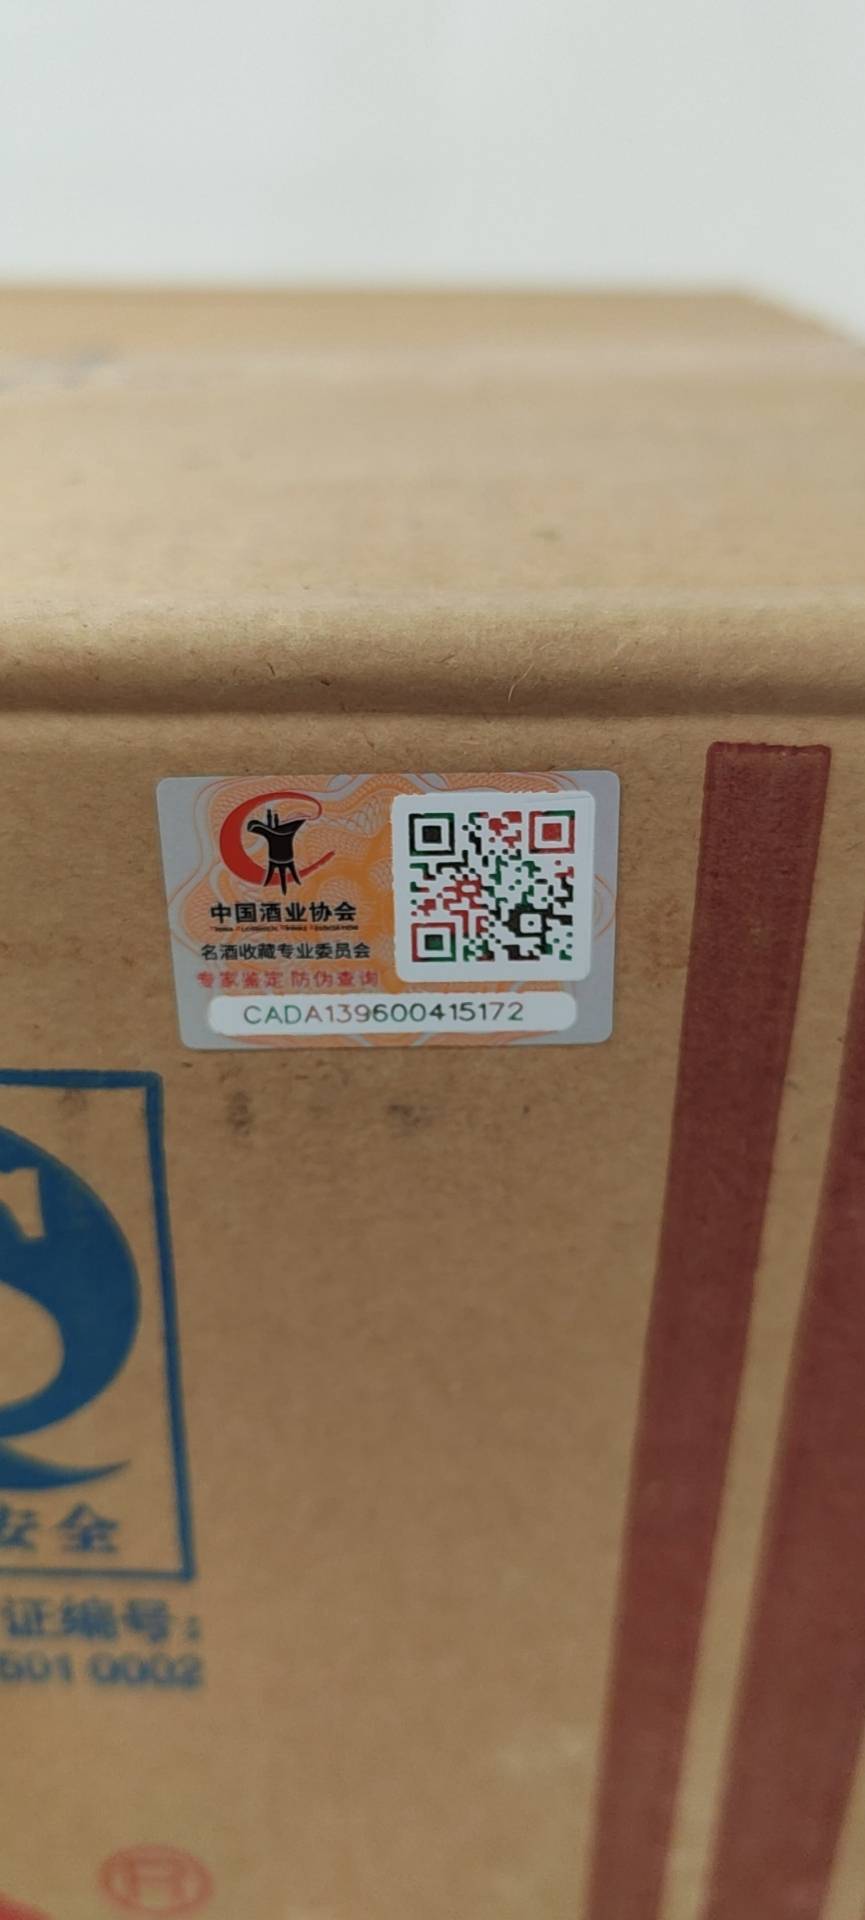 中国酒业协会
名酒收藏专业委员会
专家鉴定 防伪查询
CADA139600415172
安全
证编号：
601 0002
®